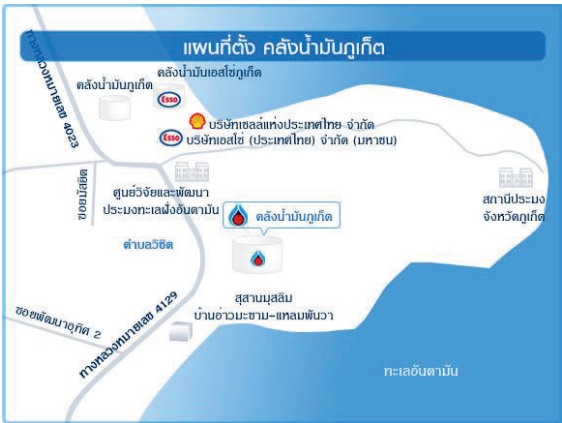 แผนที่ตั้ง คลังน้ำมันภูเก็ต
ทางหลวงหมายเลข 4023
คลังน้ำมันภูเก็ต
คลังน้ำมันเอสโซ่ภูเก็ต
Esso
บริษัทเชลล์แห่งประเทศไทย จำกัด
Esso
บริษัทเอสโซ่ (ประเทศไทย) จำกัด (มหาชน)
ซอยมัสยิด
ศูนย์วิจัยและพัฒนา
ประมงทะเลฝั่งอันดามัน
สถานีประมง
จังหวัดภูเก็ต
คลังน้ำมันภูเก็ต
ตำบลวิชิต
สุสานมุสลิม
บ้านอ่าวมะขาม-แหลมพันวา
ซอยพัฒนาอุทิศ 2
ทางหลวงหมายเลข 4129
ทะเลอันดามัน